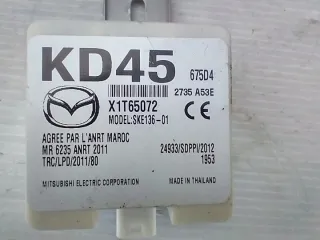 KD45 675D4
2735 A53E
X1T65072 CE
MODEL:SKE136-01
AGREE PAR L'ANRT MAROC
MR 6235 ANRT 2011 24933/SDPPI/2012
TRC/LPD/2011/80 1953
MITSUBISHI ELECTRIC CORPORATION MADE IN THAILAND